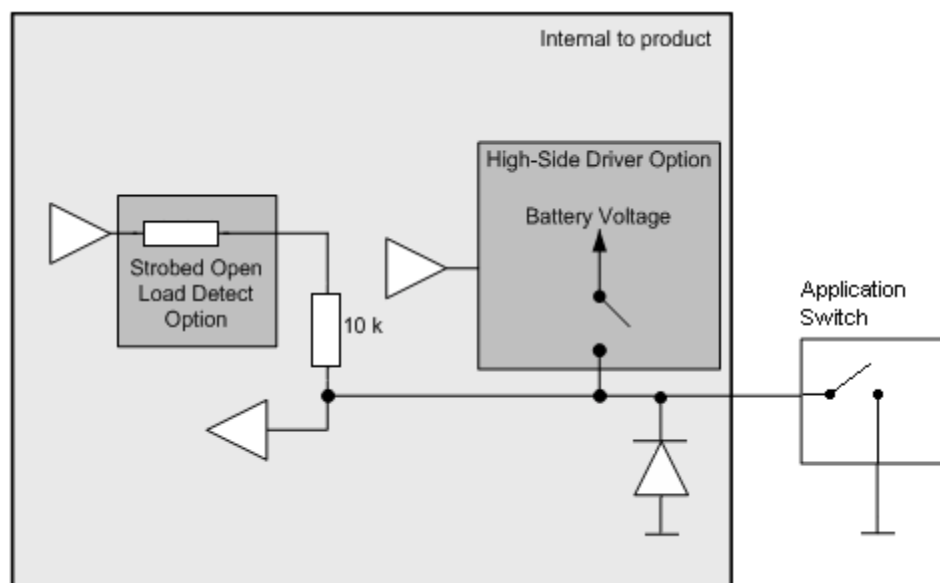 Internal to product
High-Side Driver Option
Battery Voltage
Strobed Open
Load Detect
Option
10 k
Application
Switch